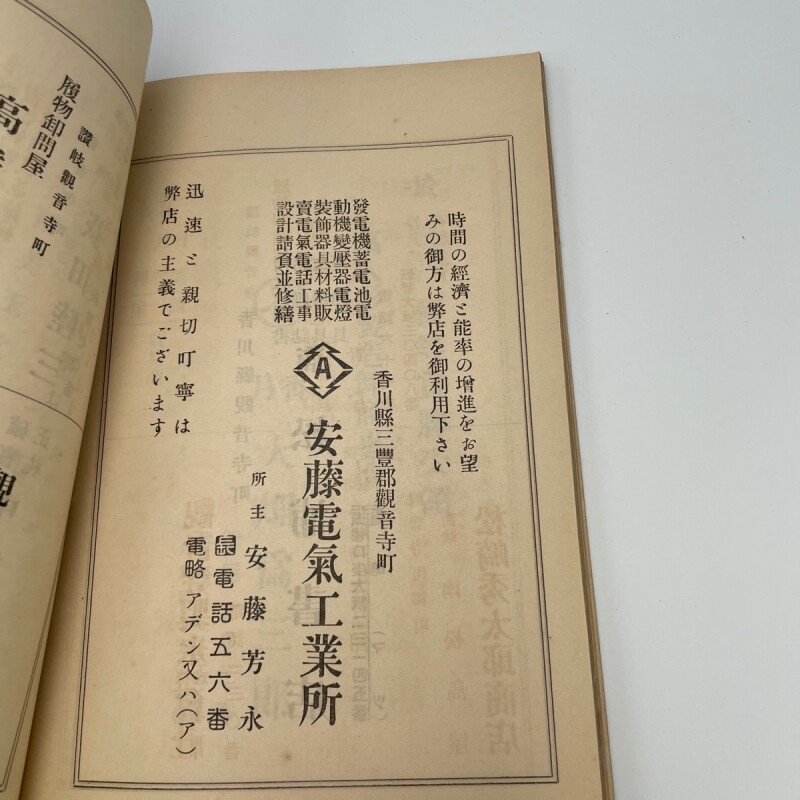 時間の經濟と能率の增進をお望
みの御方は弊店を御利用下さい
香川縣三豐郡觀音寺町
發電機蓄電池電
動機變壓器電燈
裝飾器具材料販
賣電氣電話工事
設計請負並修繕
A
安藤電氣工業所
所主 安藤芳永
長電話五六番
電略 アデン又ハ(ア)
迅速と親切叮寧は
弊店の主義でございます
讃岐觀音寺町
履物卸問屋
高
觀